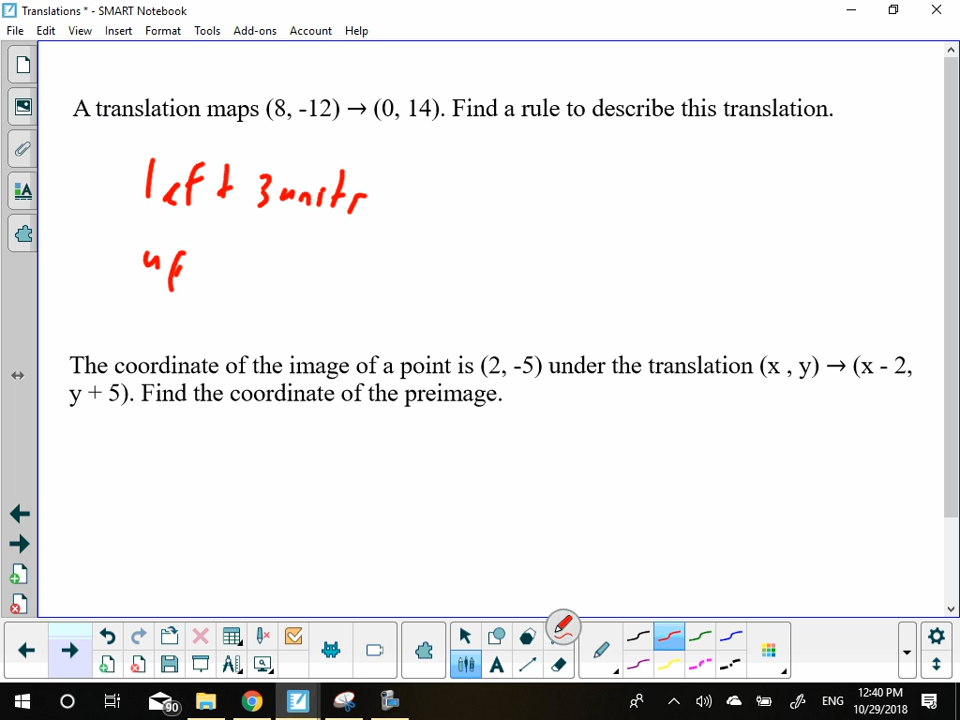 Translations * - SMART Notebook
File Edit View Insert Format Tools Add-ons Account Help
A translation maps (8, -12) → (0, 14). Find a rule to describe this translation.
left 3 units
up
The coordinate of the image of a point is (2, -5) under the translation (x , y) → (x - 2,
y + 5). Find the coordinate of the preimage.
A
90
ENG
12:40 PM
10/29/2018